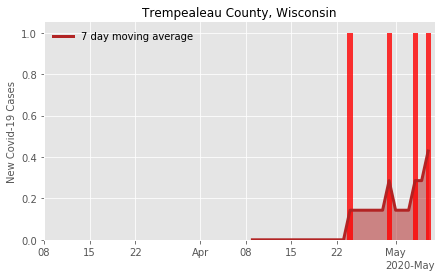 Trempealeau County, Wisconsin
7 day moving average
New Covid-19 Cases
1.0
0.8
0.6
0.4
0.2
0.0
08 15 22 Apr 08 15 22 May
2020-May